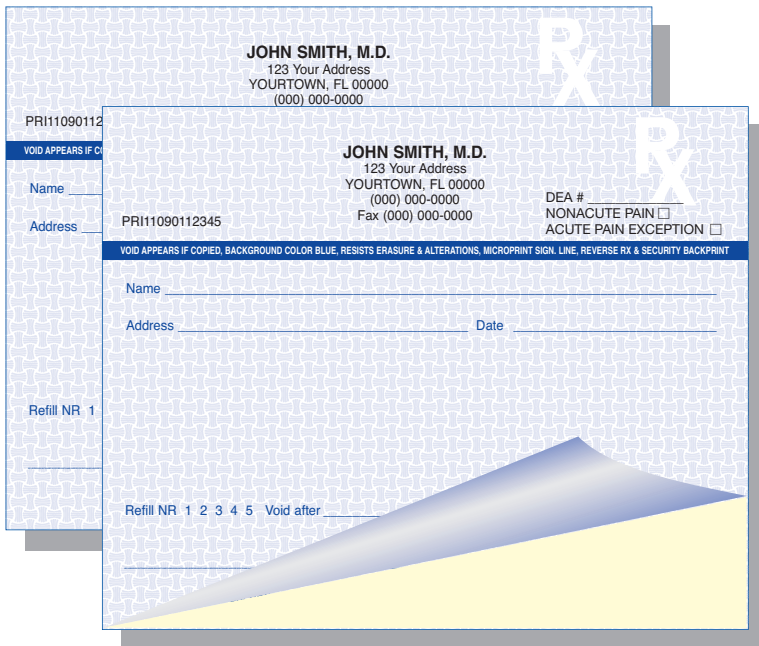 JOHN SMITH, M.D.
123 Your Address
YOURTOWN, FL 00000
(000) 000-0000
RX
PRI11090112
VOID APPEARS IF
Name
Address
Refill NR 1
JOHN SMITH, M.D.
123 Your Address
YOURTOWN, FL 00000
(000) 000-0000
Fax (000) 000-0000
RX
PRI11090112345
DEA #
NONACUTE PAIN
ACUTE PAIN EXCEPTION
VOID APPEARS IF COPIED, BACKGROUND COLOR BLUE, RESISTS ERASURE & ALTERATIONS, MICROPRINT SIGN. LINE, REVERSE RX & SECURITY BACKPRINT
Name
Address Date
Refill NR 1 2 3 4 5 Void after